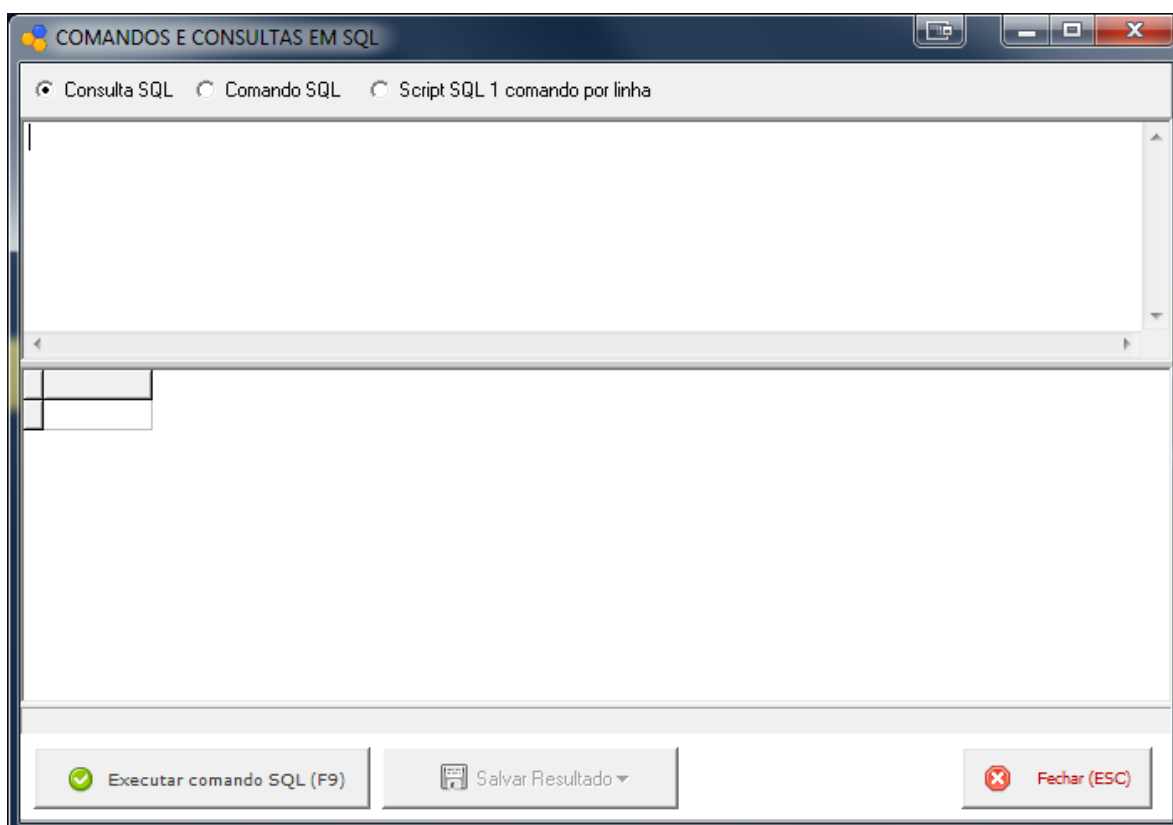 COMANDOS E CONSULTAS EM SQL
Consulta SQL Comando SQL Script SQL 1 comando por linha
Executar comando SQL (F9) Salvar Resultado Fechar (ESC)